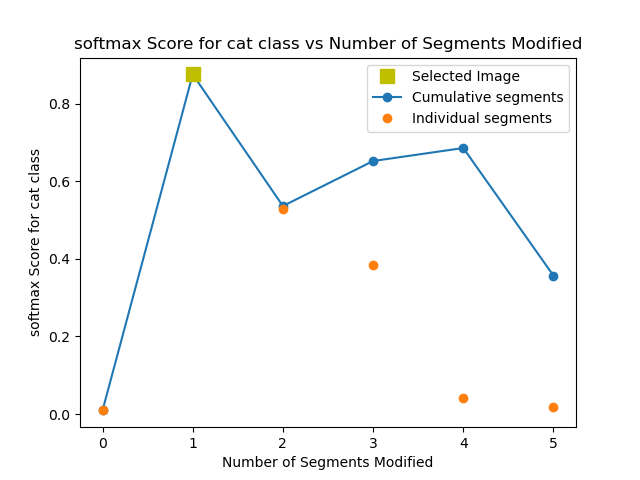 softmax Score for cat class vs Number of Segments Modified
Selected Image
Cumulative segments
Individual segments
softmax Score for cat class
0.8
0.6
0.4
0.2
0.0
0 1 2 3 4 5
Number of Segments Modified